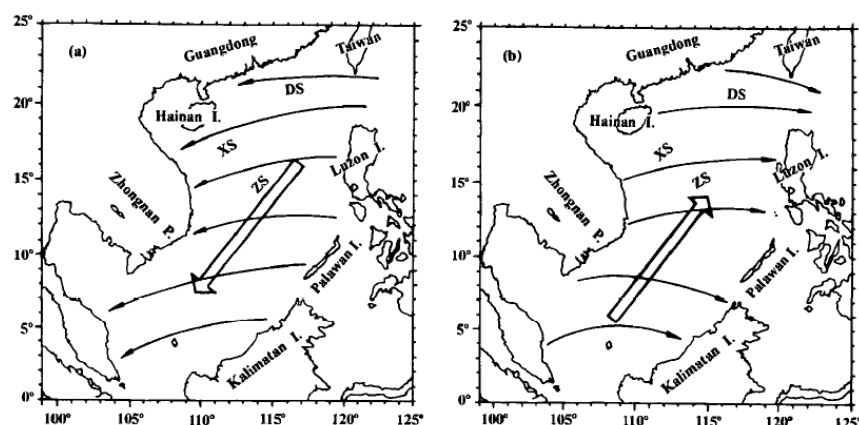 25°
(a)
Guangdong
Taiwan
20°
DS
Hainan I.
XS
Luzon I.
15°
ZS
Zhongnan P.
10°
Palawan I.
5°
Kalimatan I.
0°
100° 105° 110° 115° 120° 125°
25°
(b)
Guangdong
Taiwan
20°
DS
Hainan I.
XS
Luzon I.
15°
ZS
Zhongnan P.
10°
Palawan I.
5°
Kalimatan I.
0°
100° 105° 110° 115° 120° 125°